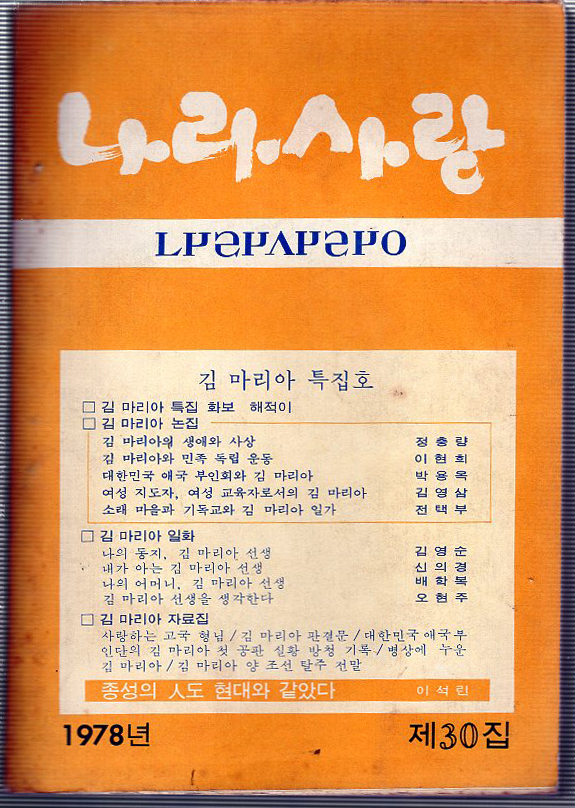 나라사랑
ㄴㅏㄹㅏㅅㅏㄹㅏㅇ
김 마리아 특집호
□ 김 마리아 특집 화보 해적이
□ 김 마리아 논집
김 마리아의 생애와 사상 정충량
김 마리아와 민족 독립 운동 이현희
대한민국 애국 부인회와 김 마리아 박용옥
여성 지도자, 여성 교육자로서의 김 마리아 김영삼
소래 마을과 기독교와 김 마리아 일가 전택부
□ 김 마리아 일화
나의 동지, 김 마리아 선생 김영순
내가 아는 김 마리아 선생 신의경
나의 어머니, 김 마리아 선생 배학복
김 마리아 선생을 생각한다 오현주
□ 김 마리아 자료집
사랑하는 고국 형님/김 마리아 판결문/대한민국애국부
인단의 김 마리아 첫 공판 실황 방청 기록/병상에 누운
김 마리아/김 마리아 양 조선 탈주 전말
종성의 人도 현대와 같았다 이석린
1978년 제30집